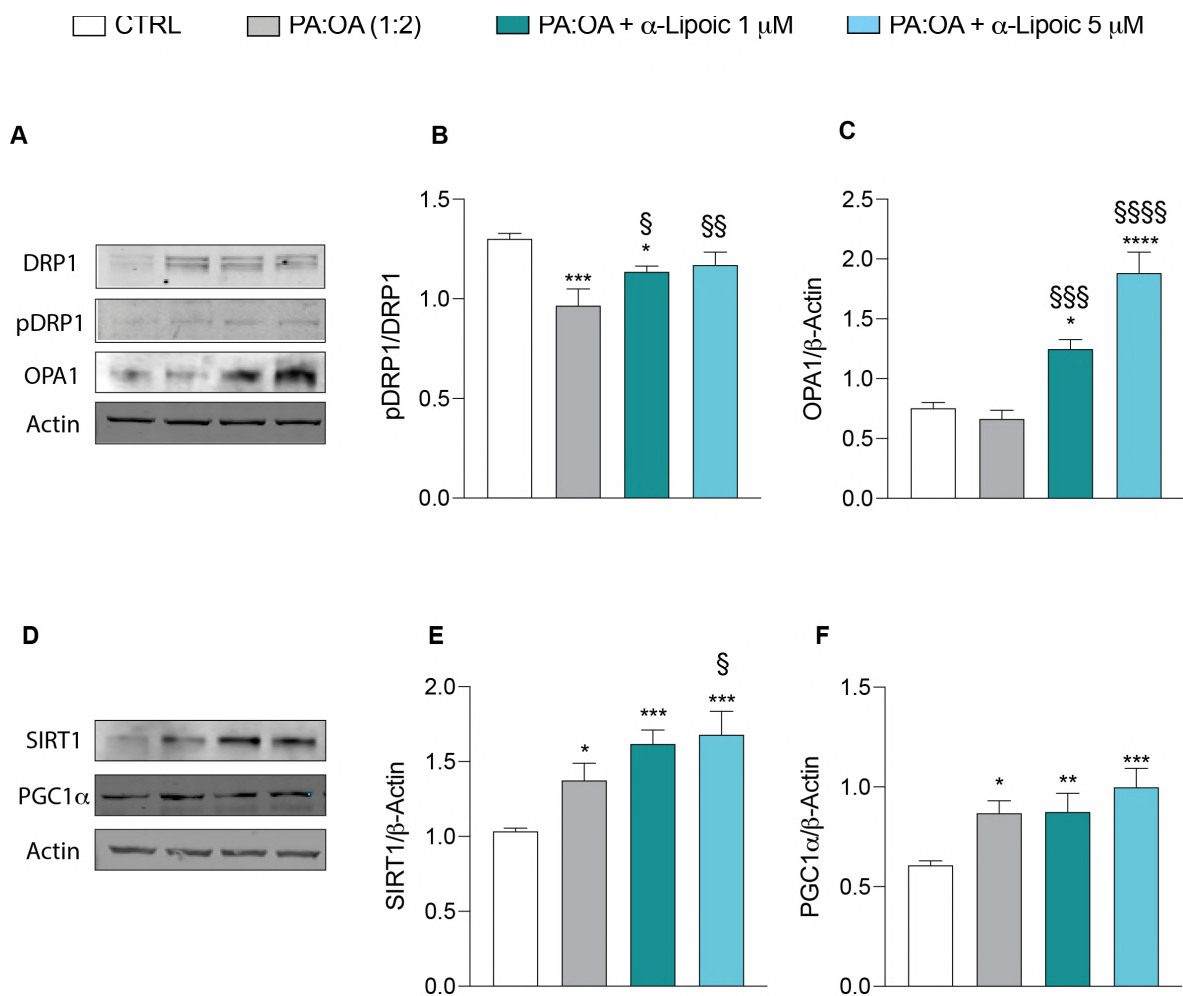 CTRL PA:OA (1:2) PA:OA + α-Lipoic 1 μM PA:OA + α-Lipoic 5 μM
A
DRP1
pDRP1
OPA1
Actin
B
pDRP1/DRP1
1.5
1.0
0.5
0.0
***
§
*
§§
C
OPA1/β-Actin
2.5
2.0
1.5
1.0
0.5
0.0
§§§
*
§§§§
****
D
SIRT1
PGC1α
Actin
E
SIRT1/β-Actin
2.0
1.5
1.0
0.5
0.0
*
***
§
***
F
PGC1α/β-Actin
1.5
1.0
0.5
0.0
*
**
***